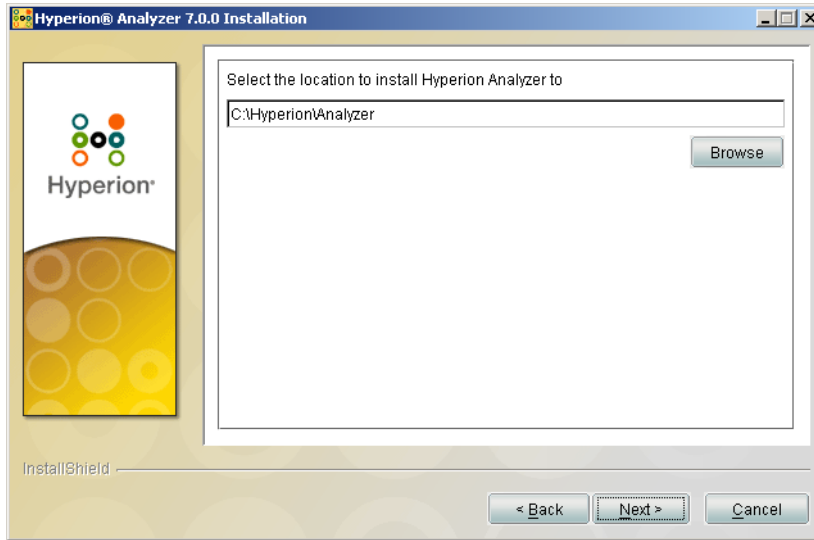 Hyperion® Analyzer 7.0.0 Installation
Hyperion®
Select the location to install Hyperion Analyzer to
C:\Hyperion\Analyzer
Browse
InstallShield
< Back
Next >
Cancel